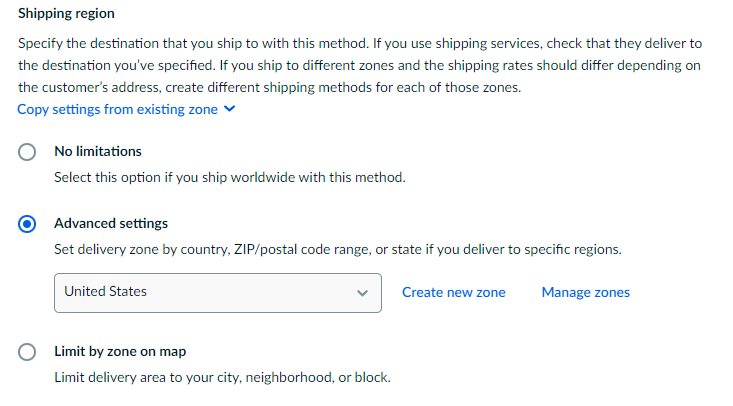 Shipping region
Specify the destination that you ship to with this method. If you use shipping services, check that they deliver to
the destination you've specified. If you ship to different zones and the shipping rates should differ depending on
the customer's address, create different shipping methods for each of those zones.
Copy settings from existing zone
No limitations
Select this option if you ship worldwide with this method.
Advanced settings
Set delivery zone by country, ZIP/postal code range, or state if you deliver to specific regions.
United States
Create new zone
Manage zones
Limit by zone on map
Limit delivery area to your city, neighborhood, or block.